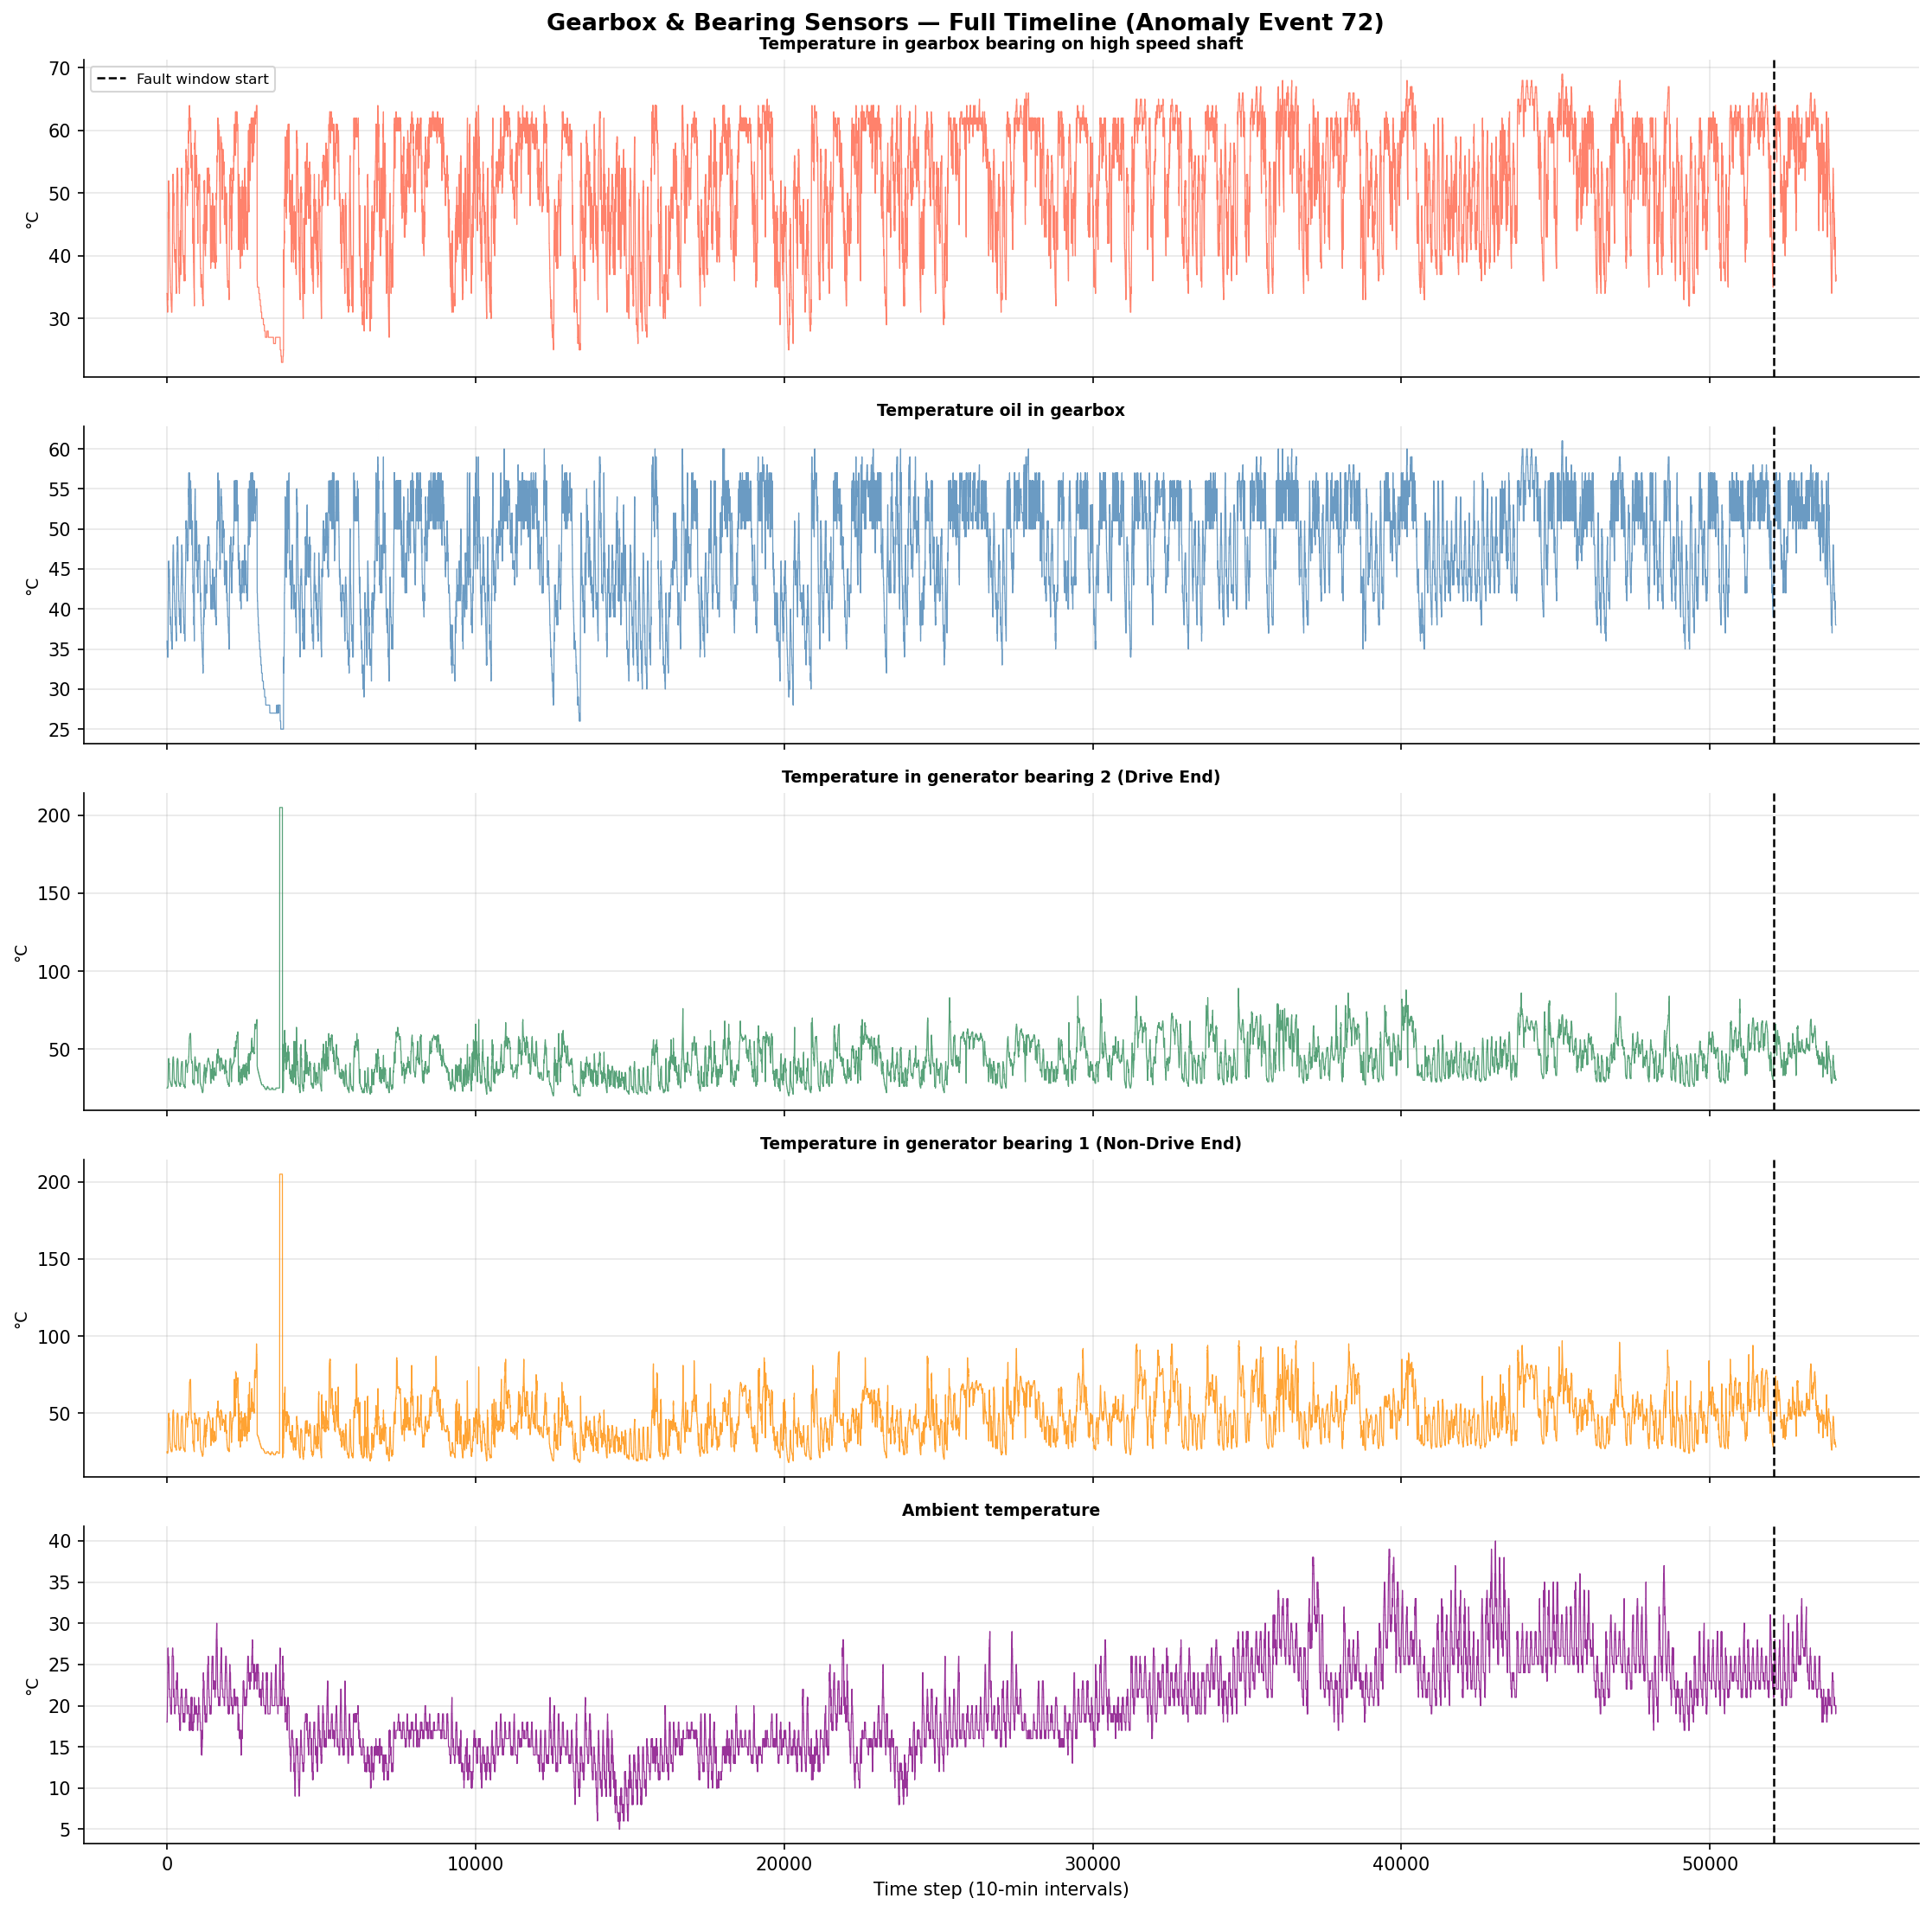 Gearbox & Bearing Sensors — Full Timeline (Anomaly Event 72)
Temperature in gearbox bearing on high speed shaft
Fault window start
70
60
50
40
30
°C
Temperature oil in gearbox
60
55
50
45
40
35
30
25
°C
Temperature in generator bearing 2 (Drive End)
200
150
100
50
°C
Temperature in generator bearing 1 (Non-Drive End)
200
150
100
50
°C
Ambient temperature
40
35
30
25
20
15
10
5
°C
0 10000 20000 30000 40000 50000
Time step (10-min intervals)